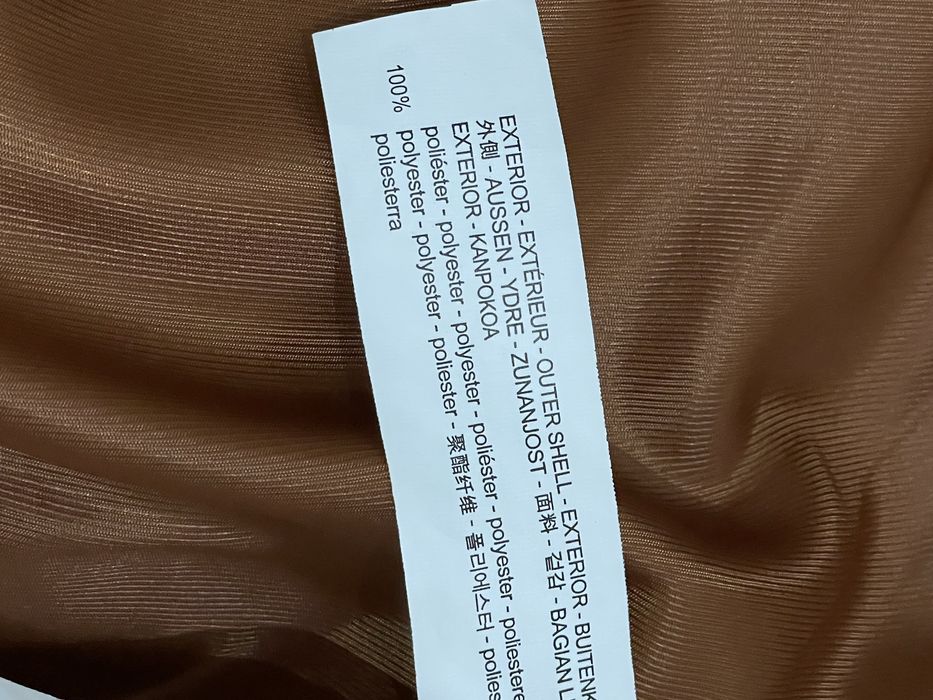 EXTERIOR - EXTÉRIEUR - OUTER SHELL - EXTERIOR - BUITENK
外側 - AUSSEN - YDRE - ZUNANJOST - 面料 - 겉감 - BAGIAN L
EXTERIOR - KANPOKOA
100% poliéster - polyester - polyester - poliéster - polyester - poliestere
polyester - polyester - poliester - 聚酯纤维 - 폴리에스터 - polies
poliesterra